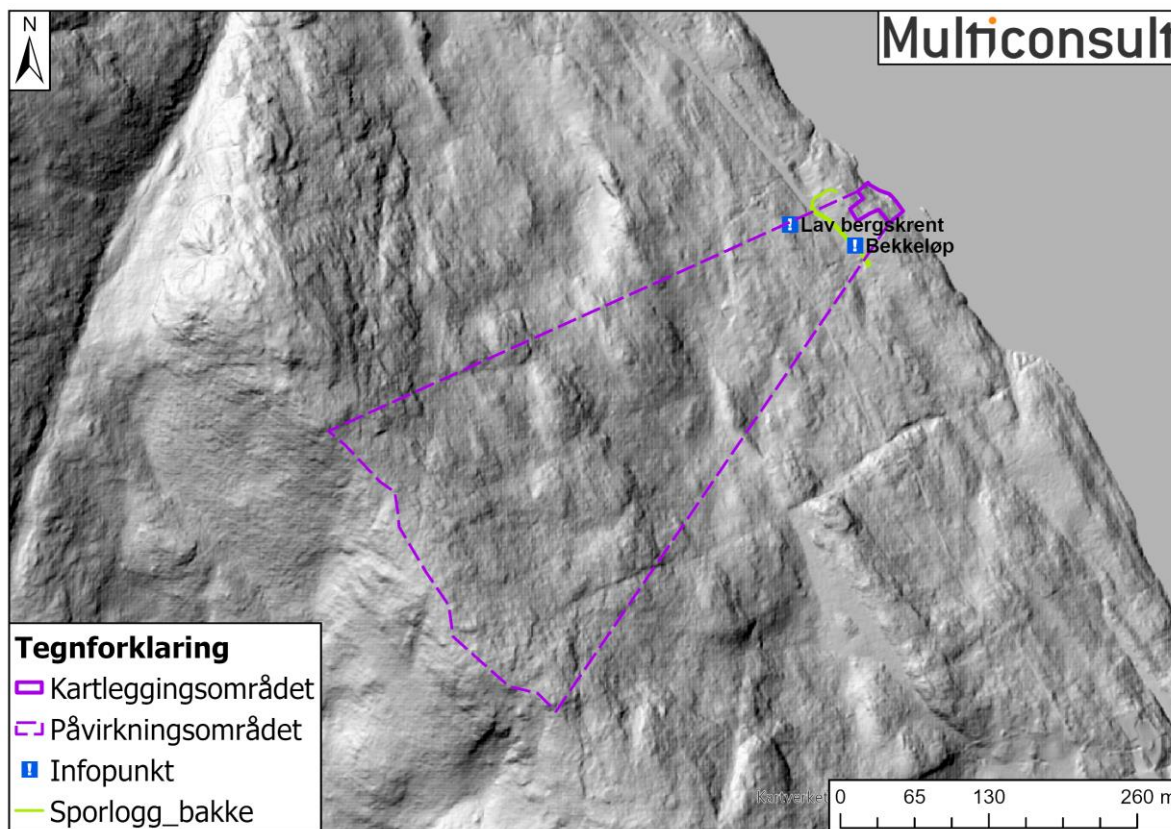 N
Multiconsult
Lav bergskrent
Bekkeløp
Tegnforklaring
Kartleggingsområdet
Påvirkningsområdet
Infopunkt
Sporlogg_bakke
Kartverket
0 65 130 260 m